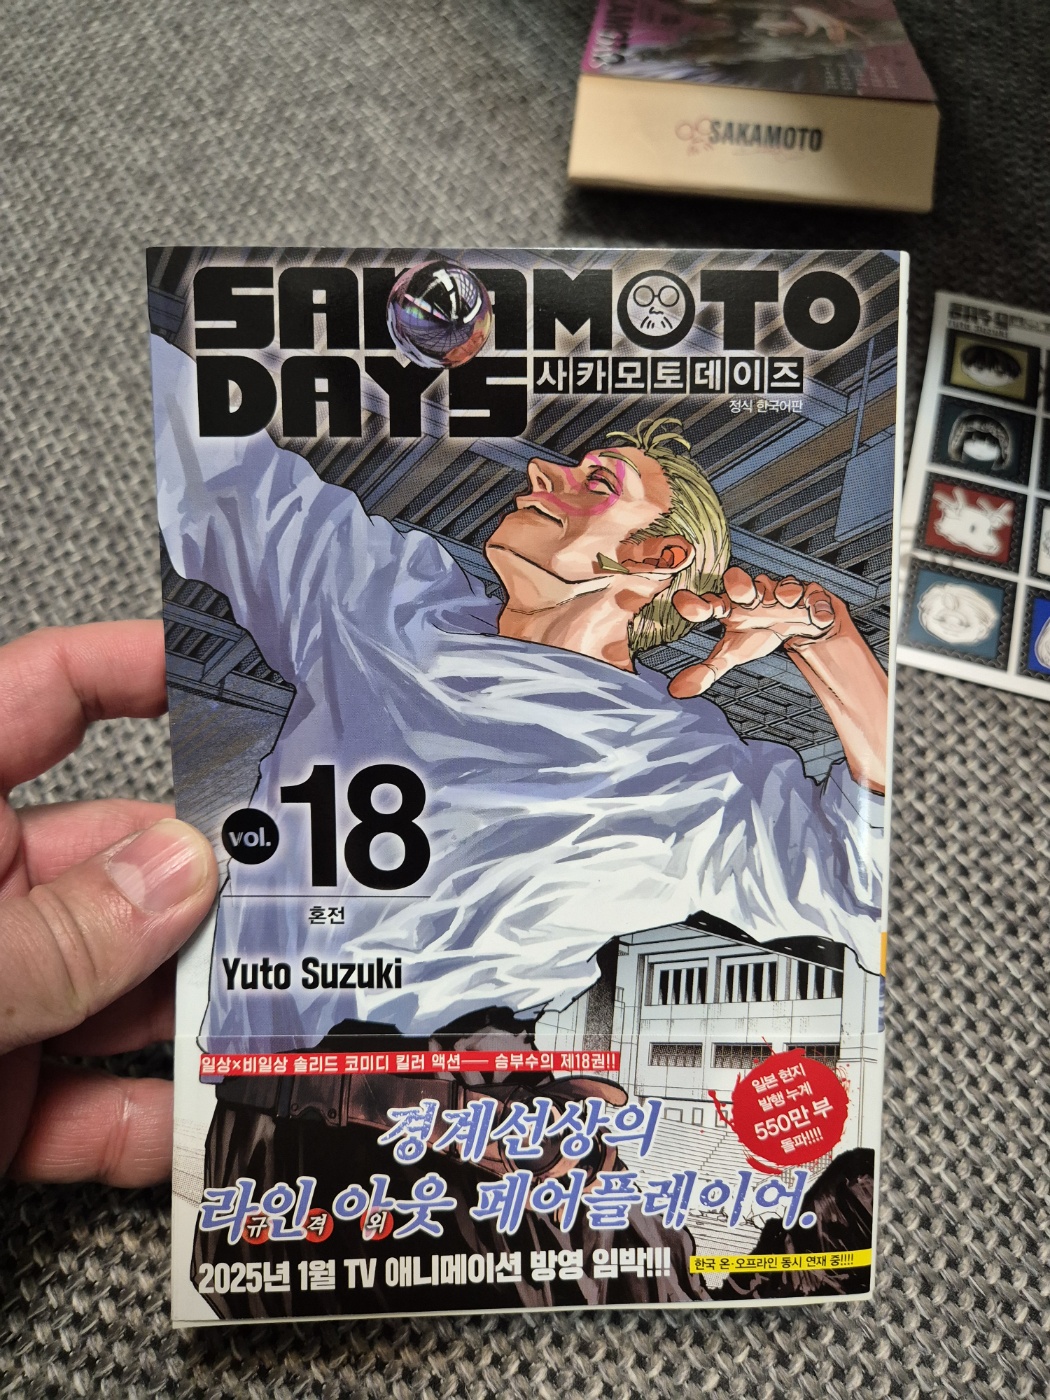 SAKAMOTO
SAKAMOTO
DAYS
사카모토데이즈
정식 한국어판
vol. 18
혼전
Yuto Suzuki
일상×비일상 솔리드 코미디 킬러 액션── 승부수의 제18권!!
일본 현지
발행 누계
550만 부
돌파!!!!
경계선상의
라인 아웃 페어플레이어.
규격외
2025년 1월 TV 애니메이션 방영 임박!!!
한국 온·오프라인 동시 연재 중!!!!
Yuto Suzuki